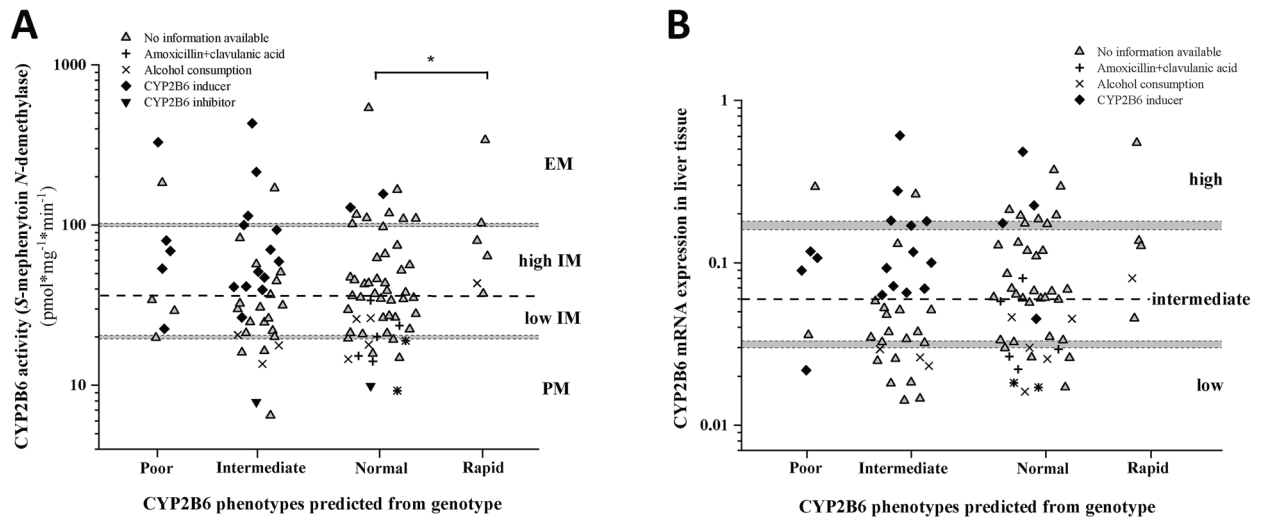 A
No information available
Amoxicillin+clavulanic acid
Alcohol consumption
CYP2B6 inducer
CYP2B6 inhibitor
CYP2B6 activity (S-mephenytoin N-demethylase)
(pmol*mg-1*min-1)
1000
100
10
*
EM
high IM
low IM
PM
Poor
Intermediate
Normal
Rapid
CYP2B6 phenotypes predicted from genotype
B
No information available
Amoxicillin+clavulanic acid
Alcohol consumption
CYP2B6 inducer
CYP2B6 mRNA expression in liver tissue
1
0.1
0.01
high
intermediate
low
Poor
Intermediate
Normal
Rapid
CYP2B6 phenotypes predicted from genotype